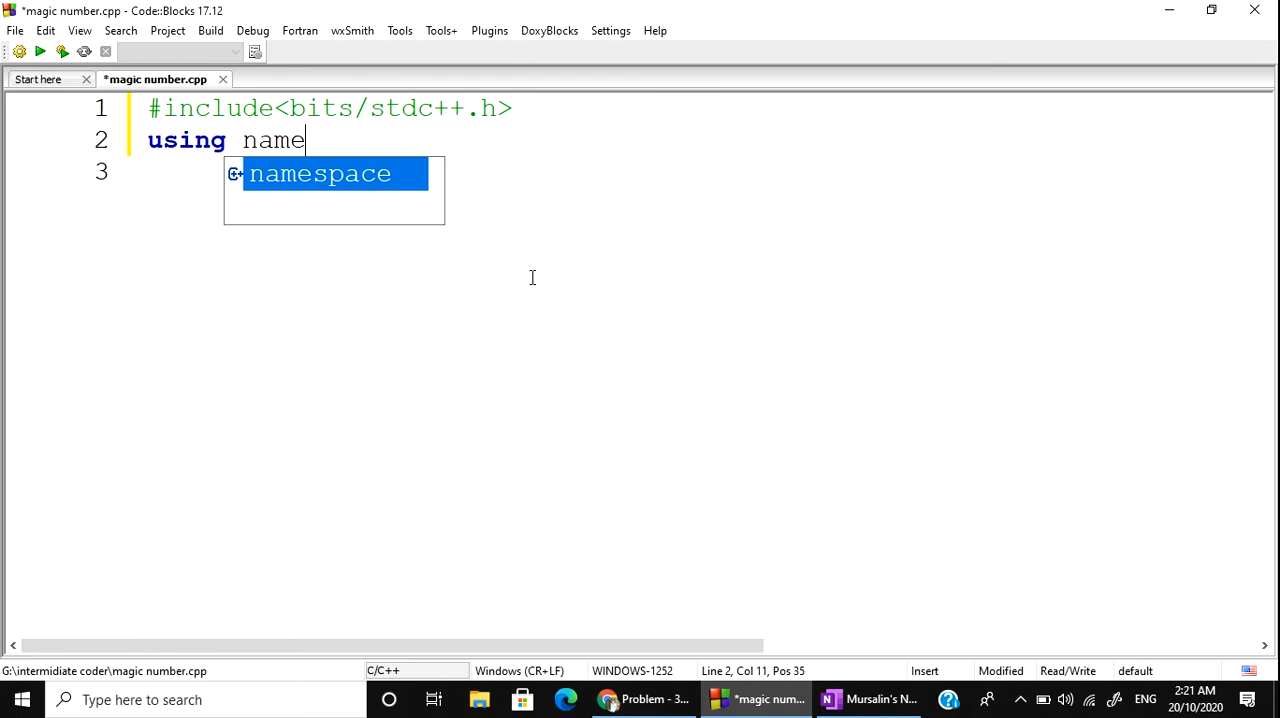 *magic number.cpp - Code::Blocks 17.12
File Edit View Search Project Build Debug Fortran wxSmith Tools Tools+ Plugins DoxyBlocks Settings Help
Start here *magic number.cpp
1 #include<bits/stdc++.h>
2 using name
namespace
3
G:\intermidiate coder\magic number.cpp C/C++ Windows (CR+LF) WINDOWS-1252 Line 2, Col 11, Pos 35 Insert Modified Read/Write default
Type here to search Problem - 3... *magic num... Mursalin's N... ENG 2:21 AM
20/10/2020